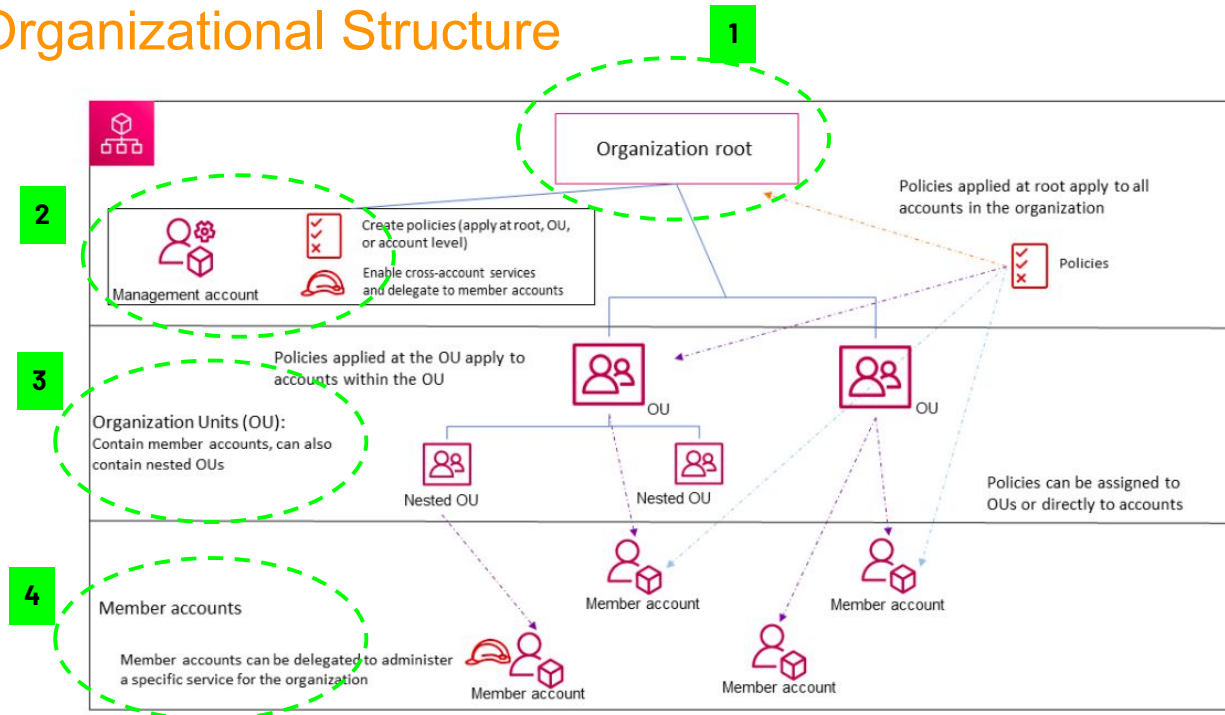 Organizational Structure
1
Organization root
Policies applied at root apply to all
accounts in the organization
2
Create policies (apply at root, OU,
or account level)
Enable cross-account services
and delegate to member accounts
Management account
Policies
3
Policies applied at the OU apply to
accounts within the OU
OU
OU
Organization Units (OU):
Contain member accounts, can also
contain nested OUs
Nested OU
Nested OU
Policies can be assigned to
OUs or directly to accounts
4
Member accounts
Member account
Member account
Member accounts can be delegated to administer
a specific service for the organization
Member account
Member account